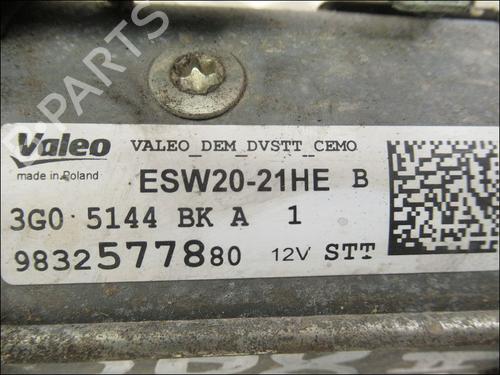 Valeo
VALEO_DEM_DVSTT_CEMO
made in Poland
ESW20-21HE B
3G0 5144 BK A 1
9832577880 12V STT